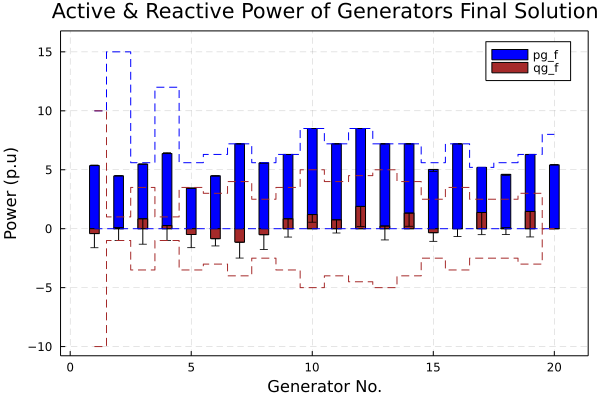 Active & Reactive Power of Generators Final Solution
pg_f
qg_f
Power (p.u)
15
10
5
0
−5
−10
0
5
10
15
20
Generator No.